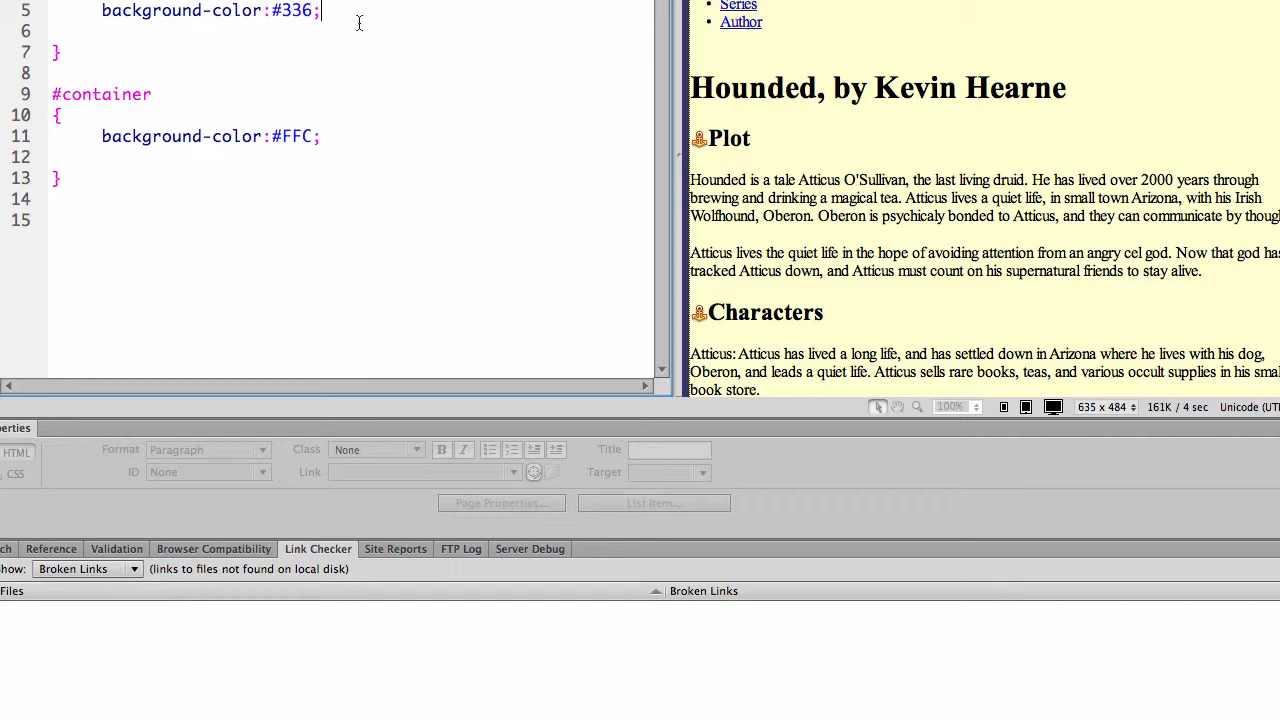 5 background-color:#336;
6
7 }
8
9 #container
10 {
11 background-color:#FFC;
12
13 }
14
15
Series
Author
Hounded, by Kevin Hearne
Plot
Hounded is a tale Atticus O'Sullivan, the last living druid. He has lived over 2000 years through
brewing and drinking a magical tea. Atticus lives a quiet life, in small town Arizona, with his Irish
Wolfhound, Oberon. Oberon is psychicaly bonded to Atticus, and they can communicate by though
Atticus lives the quiet life in the hope of avoiding attention from an angry cel god. Now that god has
tracked Atticus down, and Atticus must count on his supernatural friends to stay alive.
Characters
Atticus: Atticus has lived a long life, and has settled down in Arizona where he lives with his dog,
Oberon, and leads a quiet life. Atticus sells rare books, teas, and various occult supplies in his smal
book store.
100% 635 x 484 161K / 4 sec Unicode (UTF
erties
HTML Format Paragraph Class None B I Title
CSS ID None Link Target
Page Properties... List Item...
ch Reference Validation Browser Compatibility Link Checker Site Reports FTP Log Server Debug
Show: Broken Links (links to files not found on local disk)
Files Broken Links